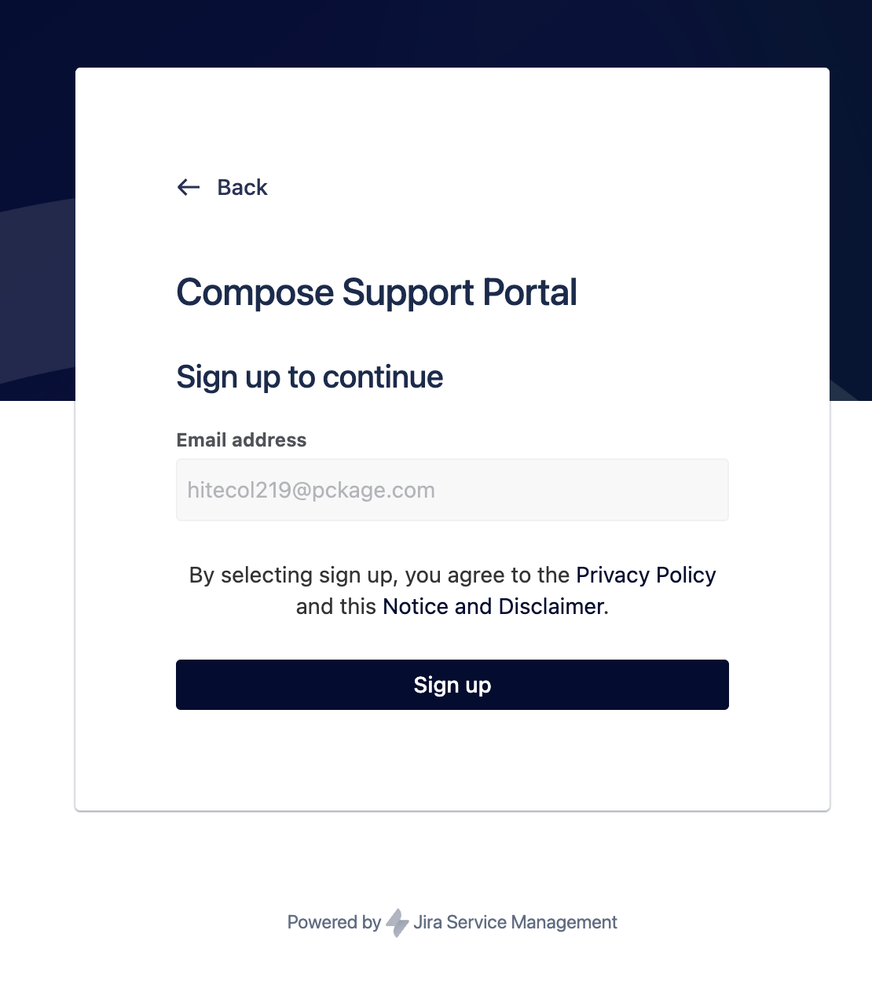 Back
Compose Support Portal
Sign up to continue
Email address
hitecol219@pckage.com
By selecting sign up, you agree to the Privacy Policy
and this Notice and Disclaimer.
Sign up
Powered by Jira Service Management